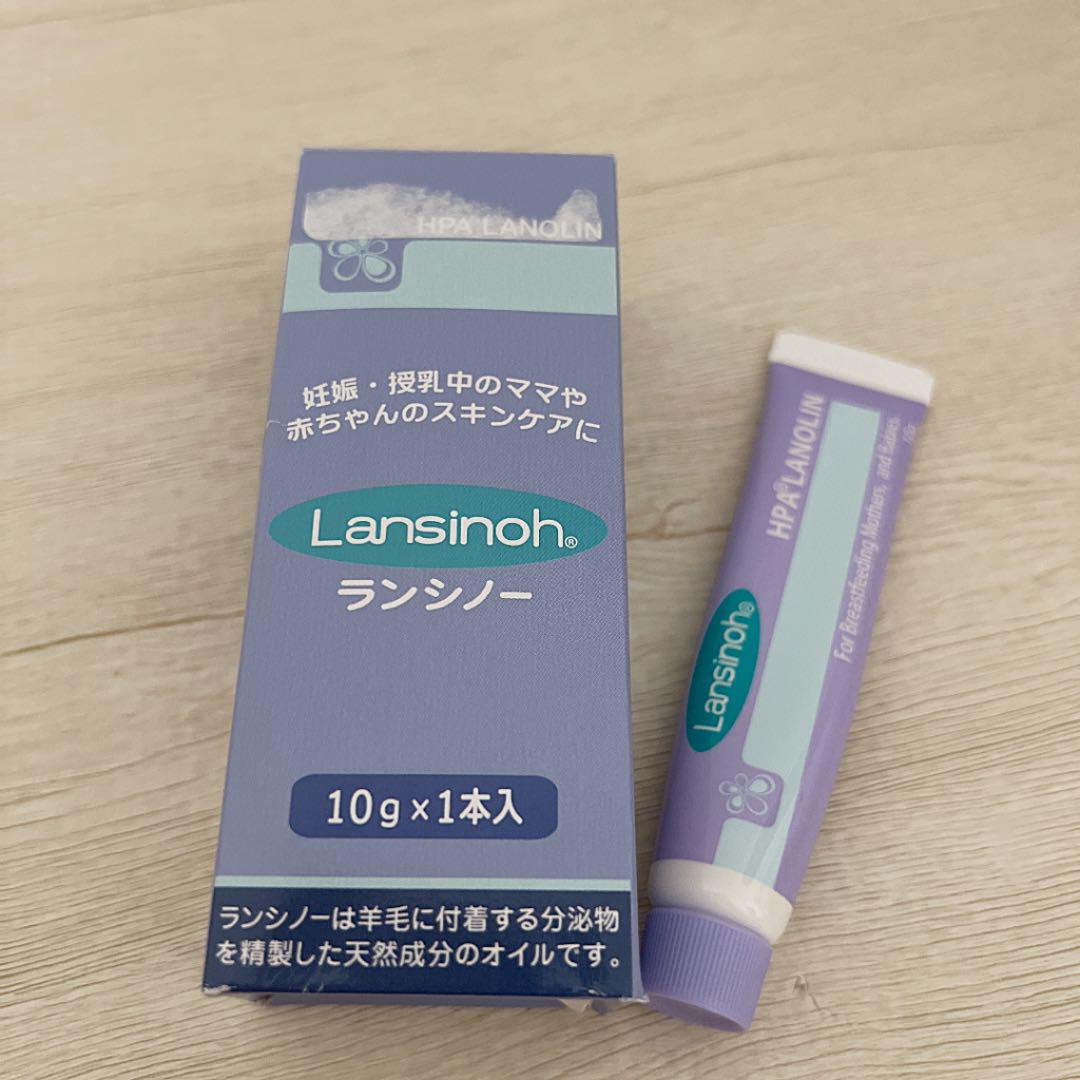 HPA LANOLIN
妊娠・授乳中のママや
赤ちゃんのスキンケアに
Lansinoh®
ランシノー
10g×1本入
ランシノーは羊毛に付着する分泌物
を精製した天然成分のオイルです。
Lansinoh®
HPA® LANOLIN
For Breastfeeding Mothers, and Babies
10g